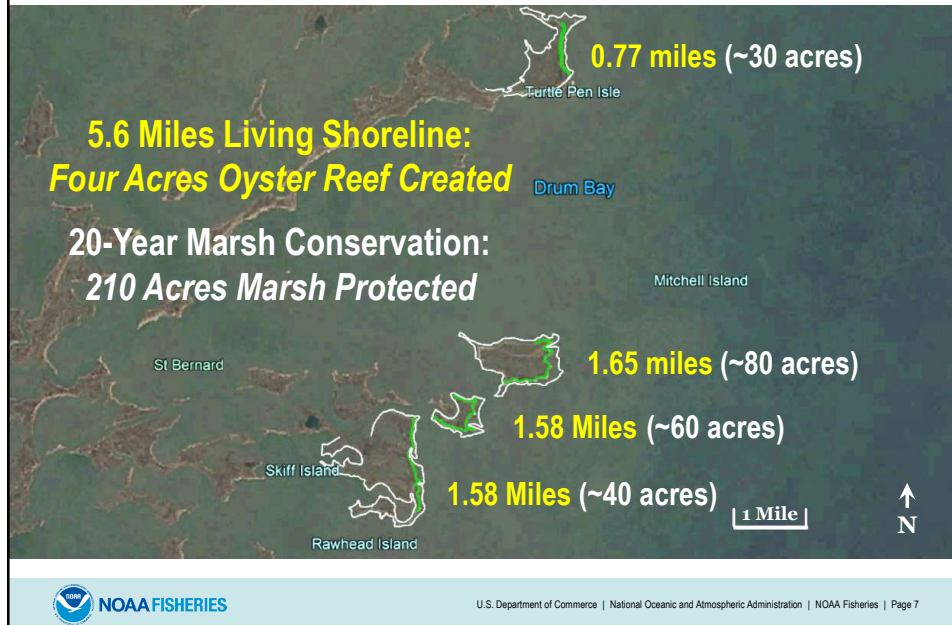 0.77 miles (~30 acres)
Turtle Pen Isle
5.6 Miles Living Shoreline:
Four Acres Oyster Reef Created
Drum Bay
20-Year Marsh Conservation:
210 Acres Marsh Protected
Mitchell Island
St Bernard
1.65 miles (~80 acres)
1.58 Miles (~60 acres)
Skiff Island
1.58 Miles (~40 acres)
1 Mile
N
Rawhead Island
NOAA
NOAA FISHERIES
U.S. Department of Commerce | National Oceanic and Atmospheric Administration | NOAA Fisheries | Page 7